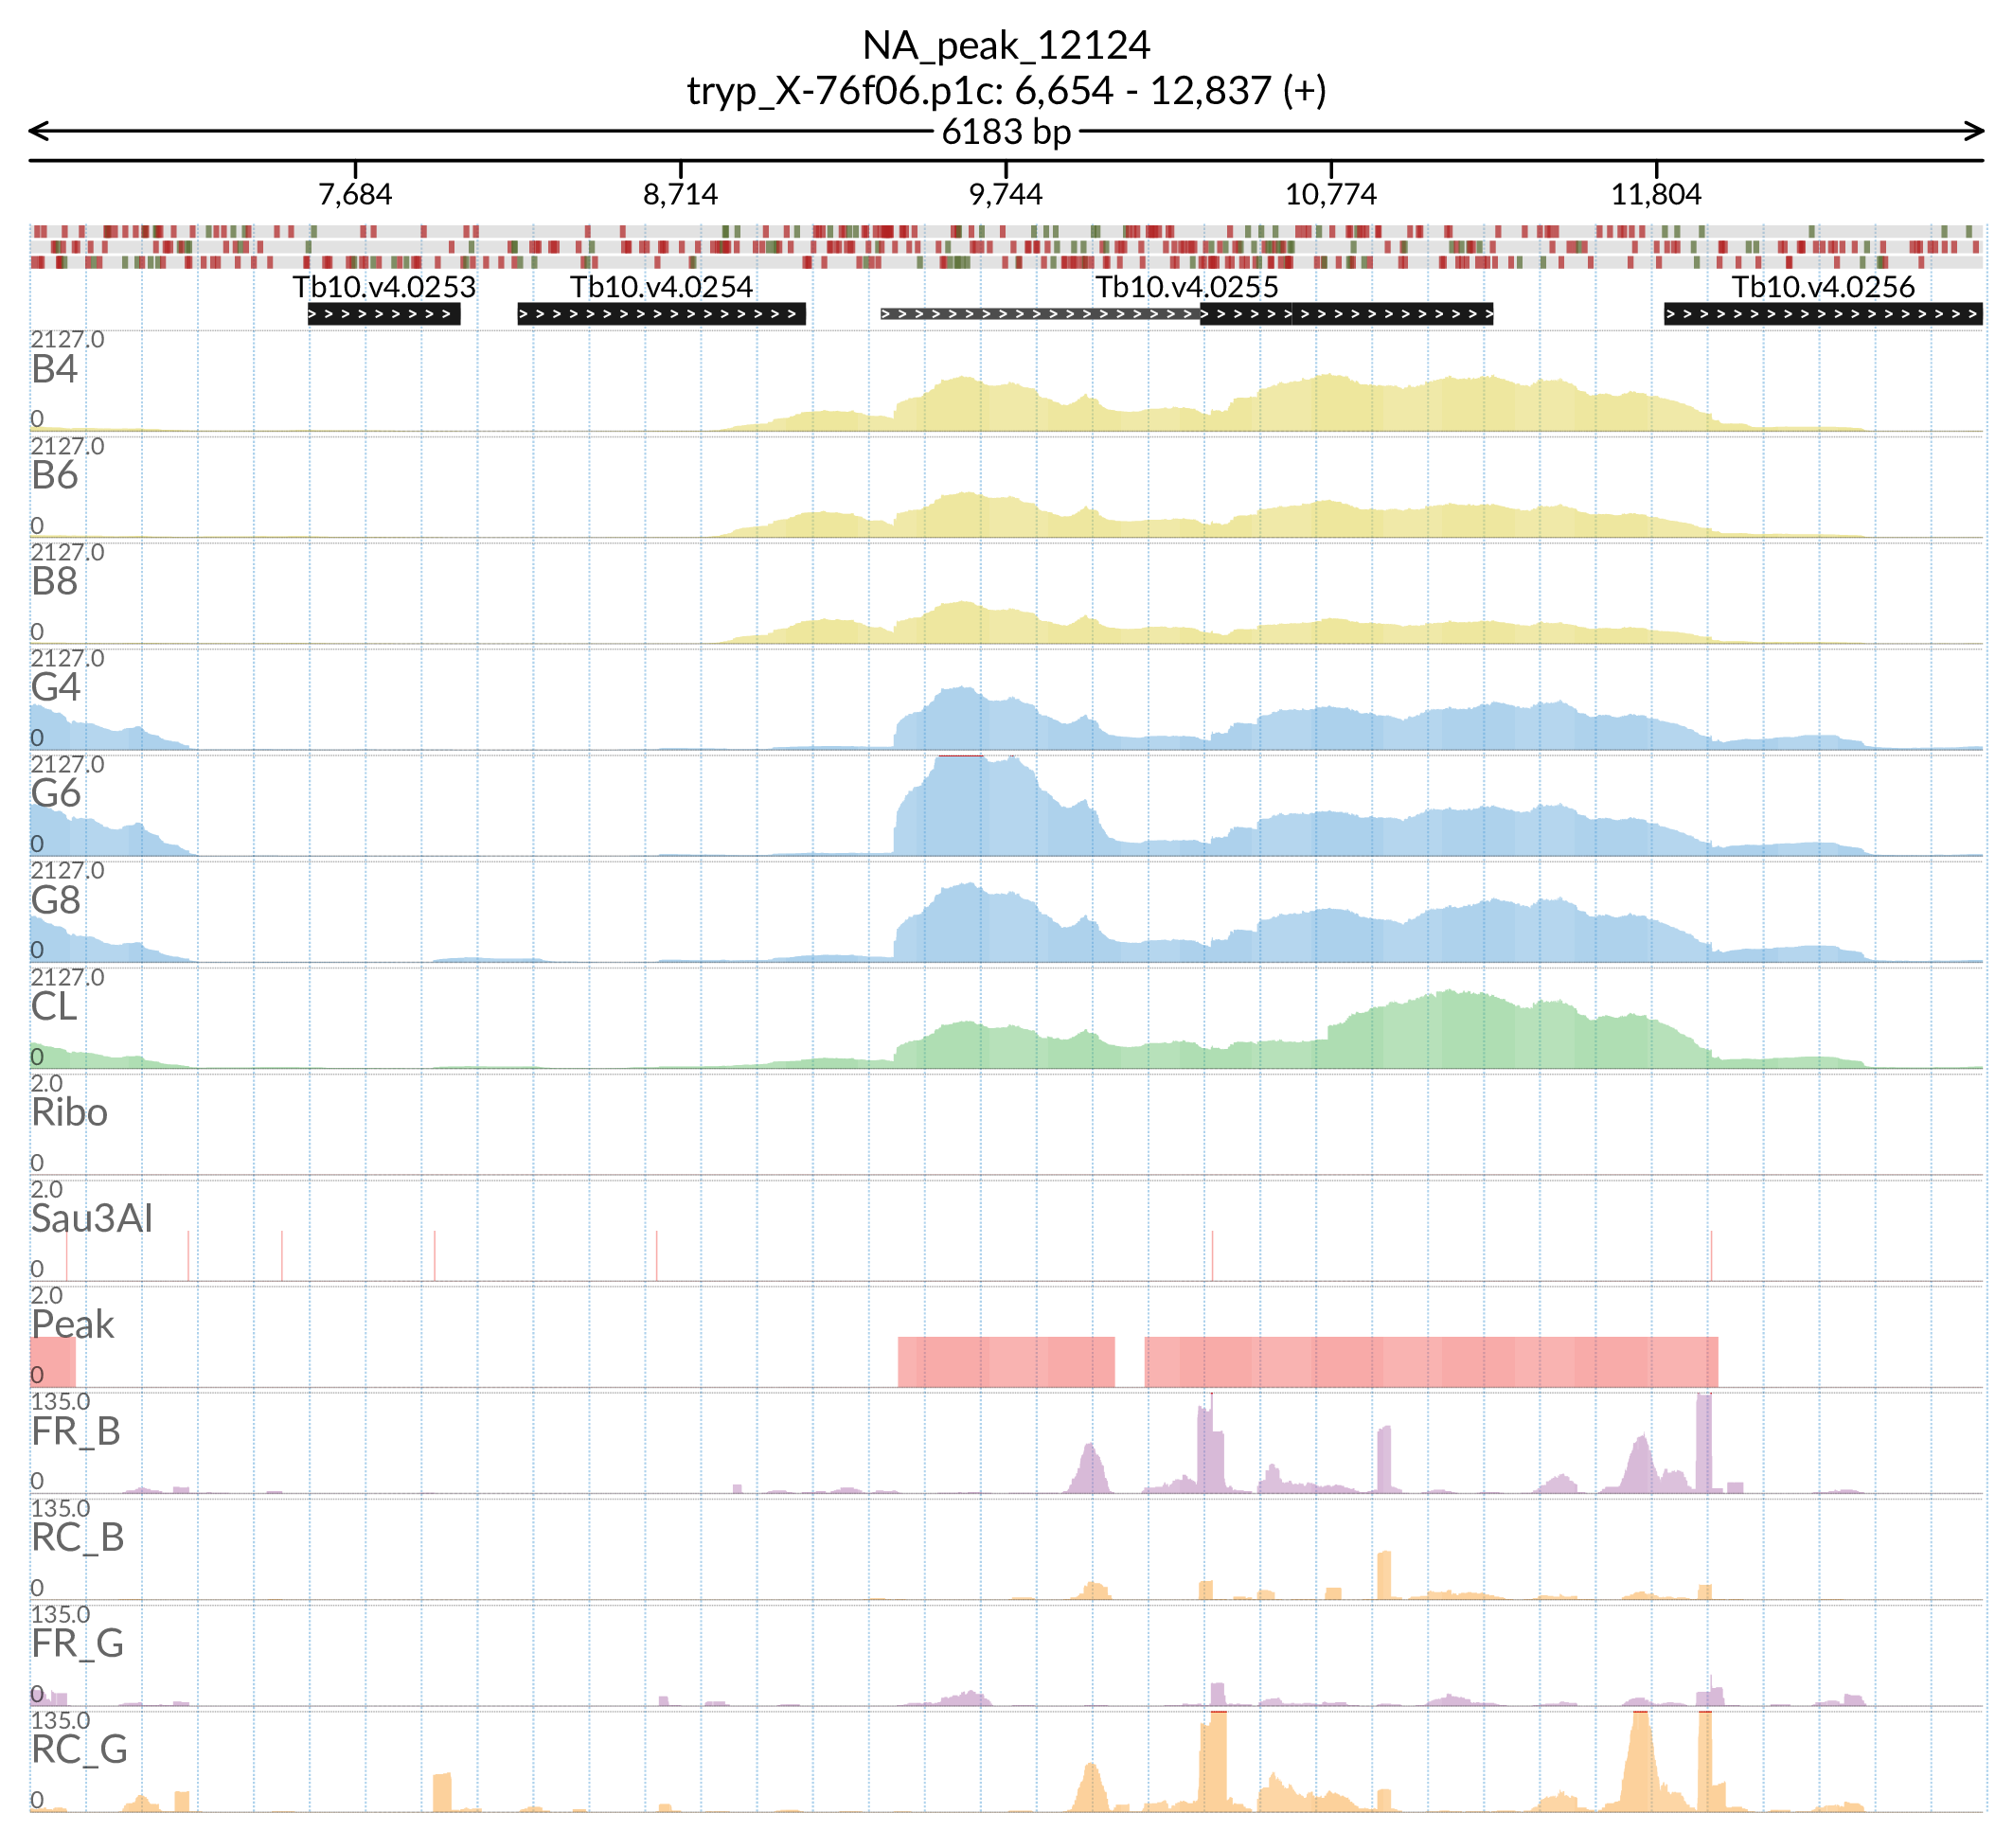 NA_peak_12124
tryp_X-76f06.p1c: 6,654 - 12,837 (+)
6183 bp
7,684 8,714 9,744 10,774 11,804
Tb10.v4.0253 Tb10.v4.0254 Tb10.v4.0255 Tb10.v4.0256
2127.0
B4
0
2127.0
B6
0
2127.0
B8
0
2127.0
G4
0
2127.0
G6
0
2127.0
G8
0
2127.0
CL
0
2.0
Ribo
0
2.0
Sau3AI
0
2.0
Peak
0
135.0
FR_B
0
135.0
RC_B
0
135.0
FR_G
0
135.0
RC_G
0